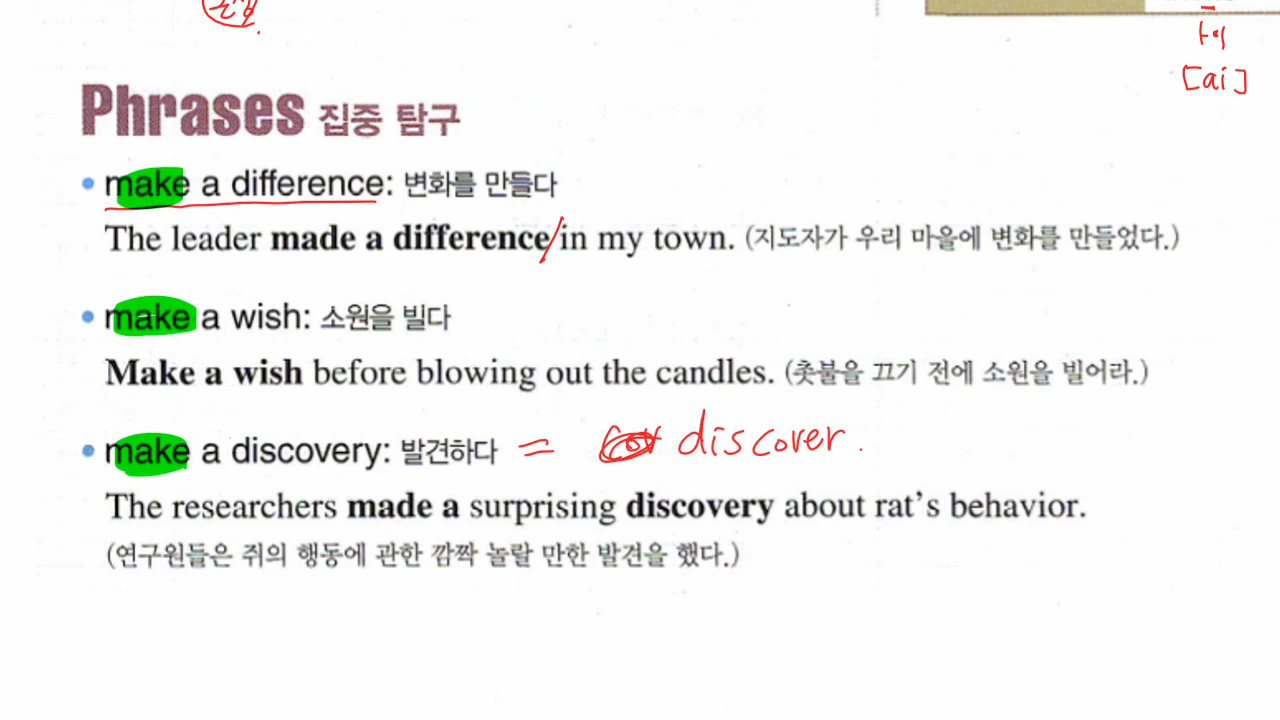 [ai]
Phrases 집중 탐구
• make a difference: 변화를 만들다
The leader made a difference/in my town. (지도자가 우리 마을에 변화를 만들었다.)
• make a wish: 소원을 빌다
Make a wish before blowing out the candles. (촛불을 끄기 전에 소원을 빌어라.)
• make a discovery: 발견하다 = discover.
The researchers made a surprising discovery about rat's behavior.
(연구원들은 쥐의 행동에 관한 깜짝 놀랄 만한 발견을 했다.)